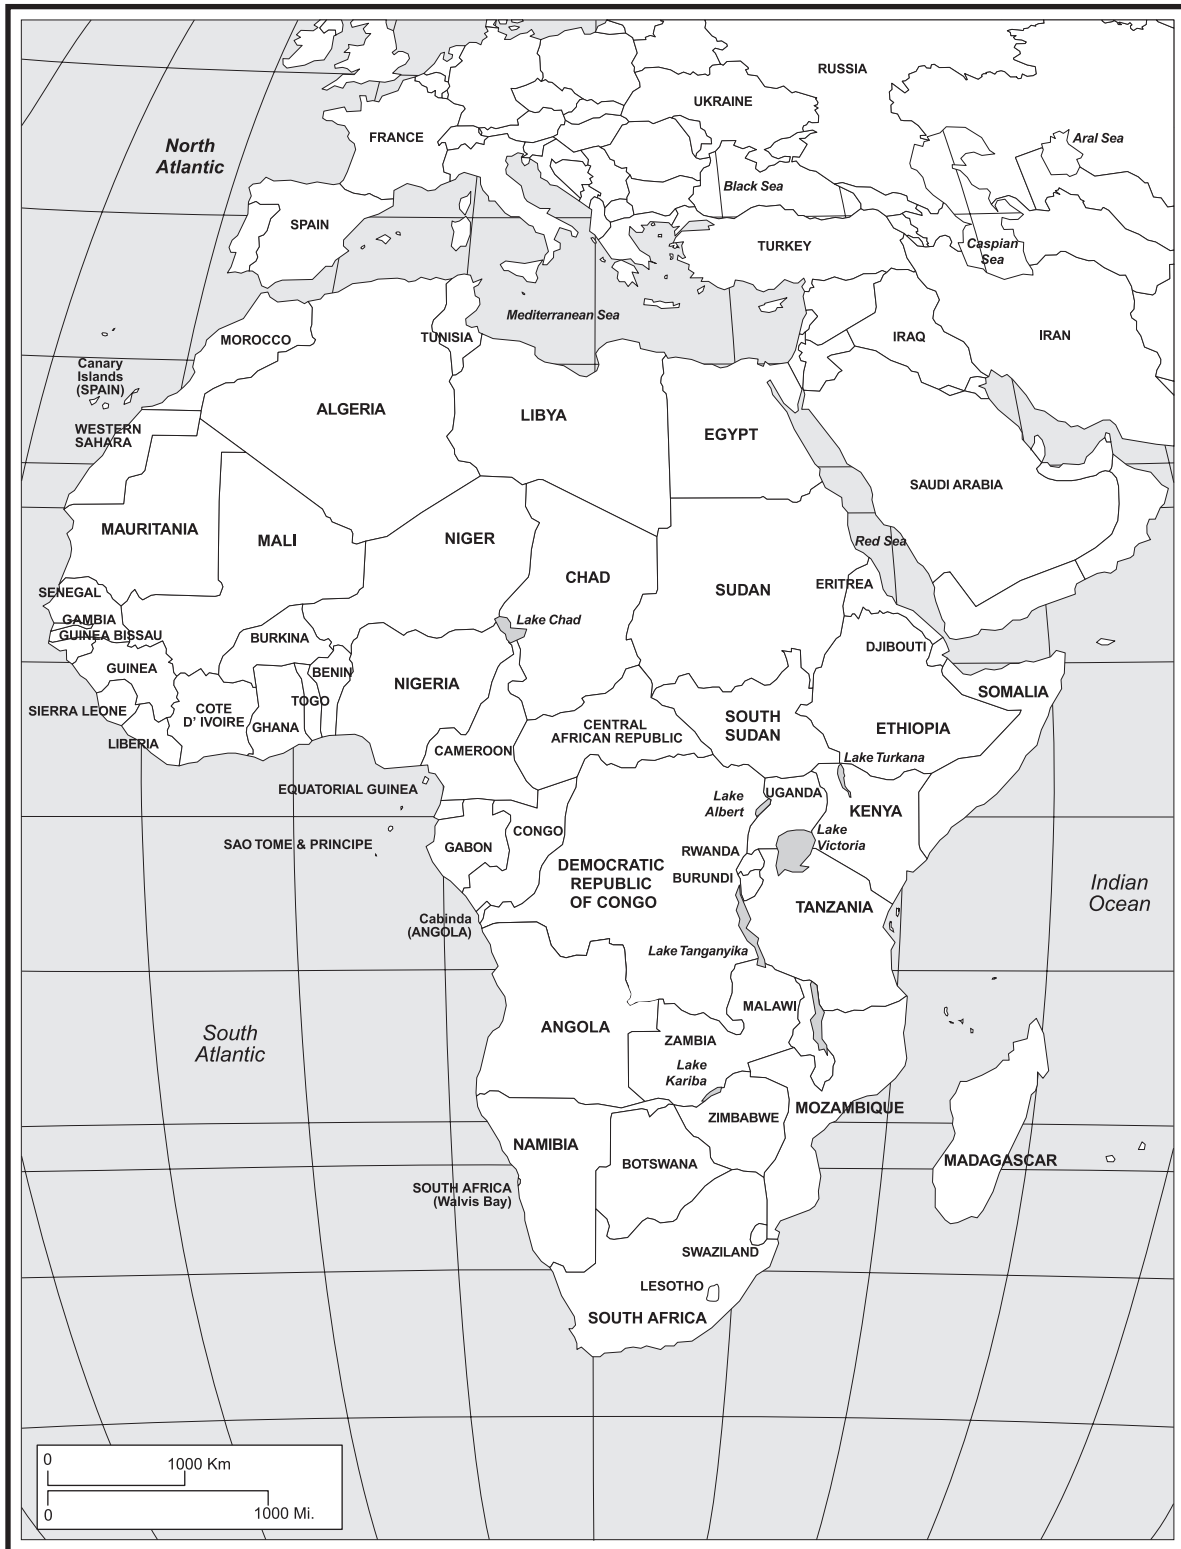 RUSSIA
UKRAINE
FRANCE
North
Atlantic
Aral Sea
Black Sea
SPAIN
TURKEY
Caspian
Sea
Mediterranean Sea
MOROCCO
TUNISIA
IRAQ
IRAN
Canary
Islands
(SPAIN)
ALGERIA
LIBYA
EGYPT
WESTERN
SAHARA
SAUDI ARABIA
MAURITANIA
MALI
NIGER
Red Sea
CHAD
SUDAN
ERITREA
SENEGAL
GAMBIA
GUINEA BISSAU
Lake Chad
BURKINA
DJIBOUTI
GUINEA
BENIN
NIGERIA
SOMALIA
TOGO
SIERRA LEONE
COTE
D' IVOIRE
GHANA
CENTRAL
AFRICAN REPUBLIC
SOUTH
SUDAN
ETHIOPIA
LIBERIA
CAMEROON
Lake Turkana
EQUATORIAL GUINEA
Lake
Albert
UGANDA
KENYA
SAO TOME & PRINCIPE
GABON
CONGO
Lake
Victoria
RWANDA
DEMOCRATIC
REPUBLIC
OF CONGO
BURUNDI
Indian
Ocean
TANZANIA
Cabinda
(ANGOLA)
Lake Tanganyika
MALAWI
ANGOLA
South
Atlantic
ZAMBIA
Lake
Kariba
MOZAMBIQUE
ZIMBABWE
NAMIBIA
BOTSWANA
MADAGASCAR
SOUTH AFRICA
(Walvis Bay)
SWAZILAND
LESOTHO
SOUTH AFRICA
0
1000 Km
0
1000 Mi.